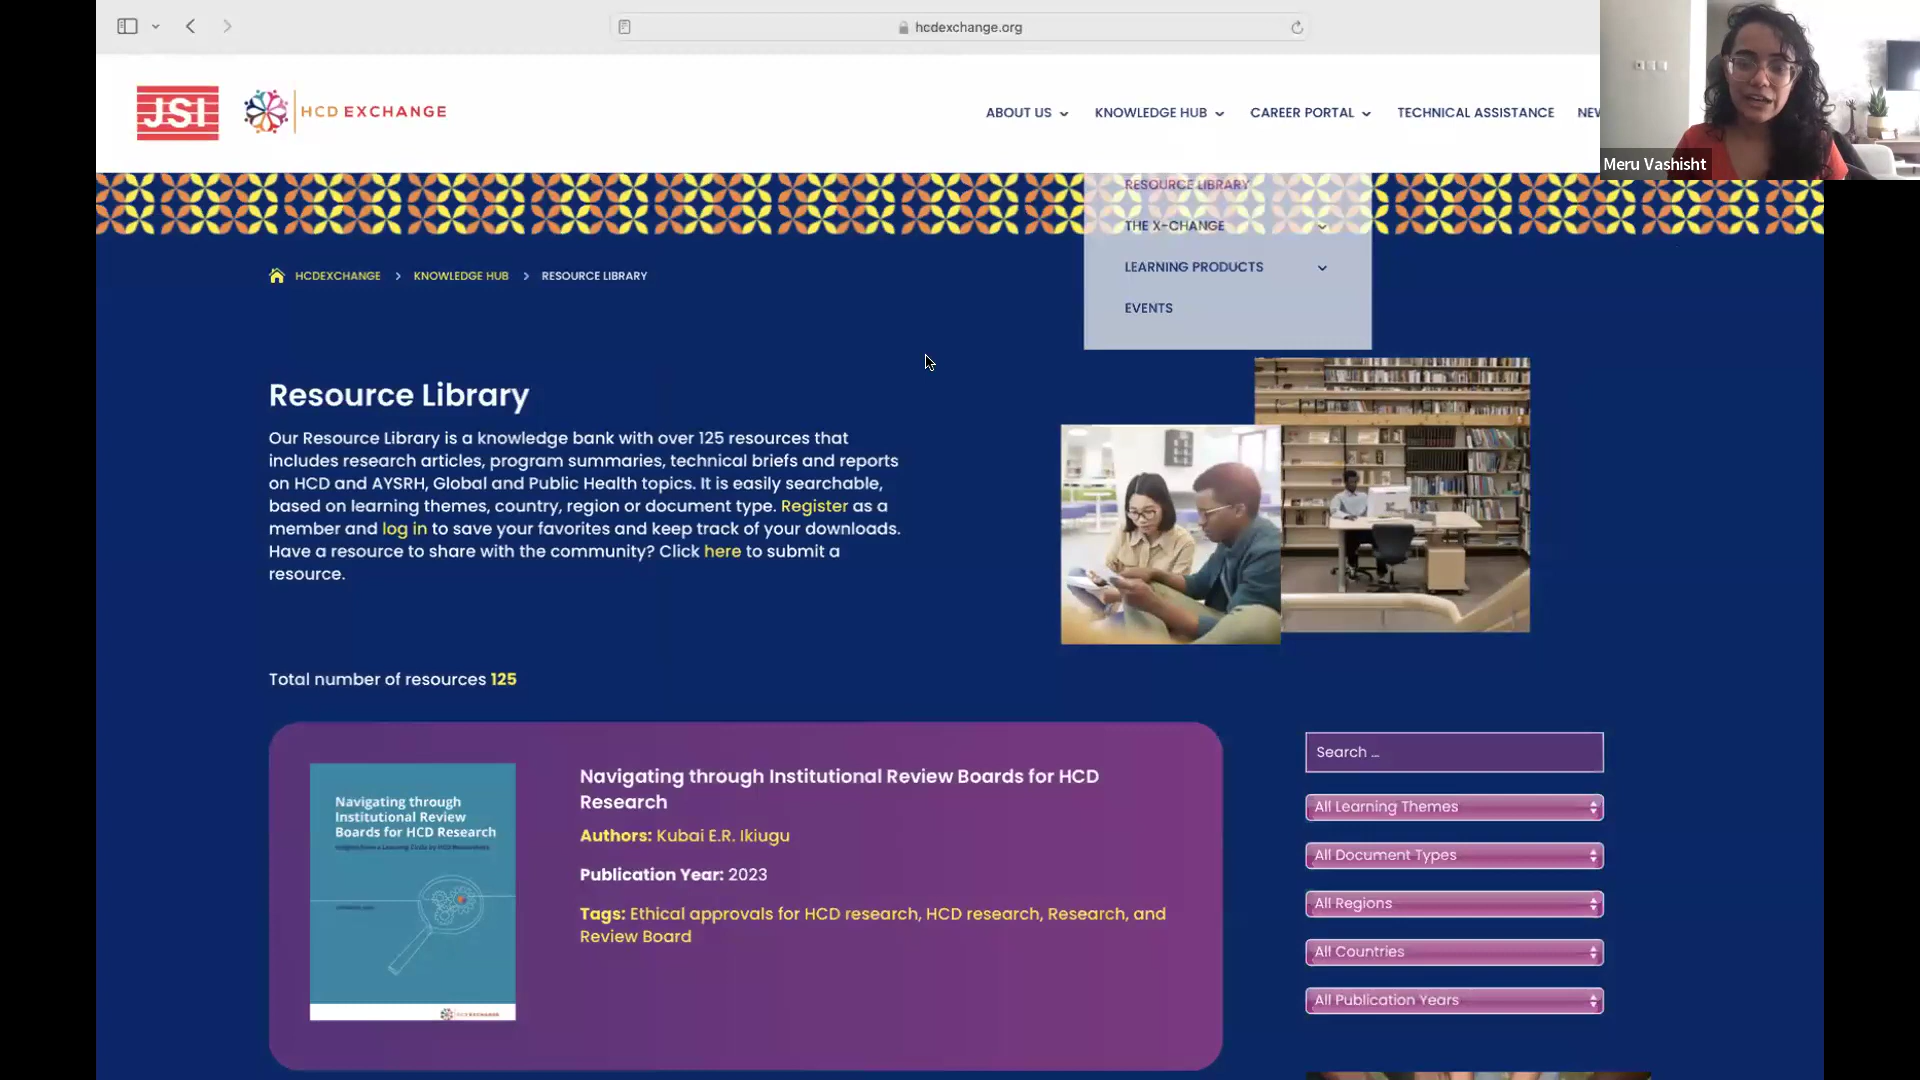 hcdexchange.org
JSI
HCD EXCHANGE
ABOUT US
KNOWLEDGE HUB
CAREER PORTAL
TECHNICAL ASSISTANCE
Meru Vashisht
RESOURCE LIBRARY
THE X-CHANGE
LEARNING PRODUCTS
EVENTS
HCDEXCHANGE > KNOWLEDGE HUB > RESOURCE LIBRARY
Resource Library
Our Resource Library is a knowledge bank with over 125 resources that
includes research articles, program summaries, technical briefs and reports
on HCD and AYSRH, Global and Public Health topics. It is easily searchable,
based on learning themes, country, region or document type. Register as a
member and log in to save your favorites and keep track of your downloads.
Have a resource to share with the community? Click here to submit a
resource.
Total number of resources 125
Navigating through
Institutional Review
Boards for HCD Research
HCD EXCHANGE
Navigating through Institutional Review Boards for HCD
Research
Authors: Kubai E.R. Ikiugu
Publication Year: 2023
Tags: Ethical approvals for HCD research, HCD research, Research, and
Review Board
Search ...
All Learning Themes
All Document Types
All Regions
All Countries
All Publication Years